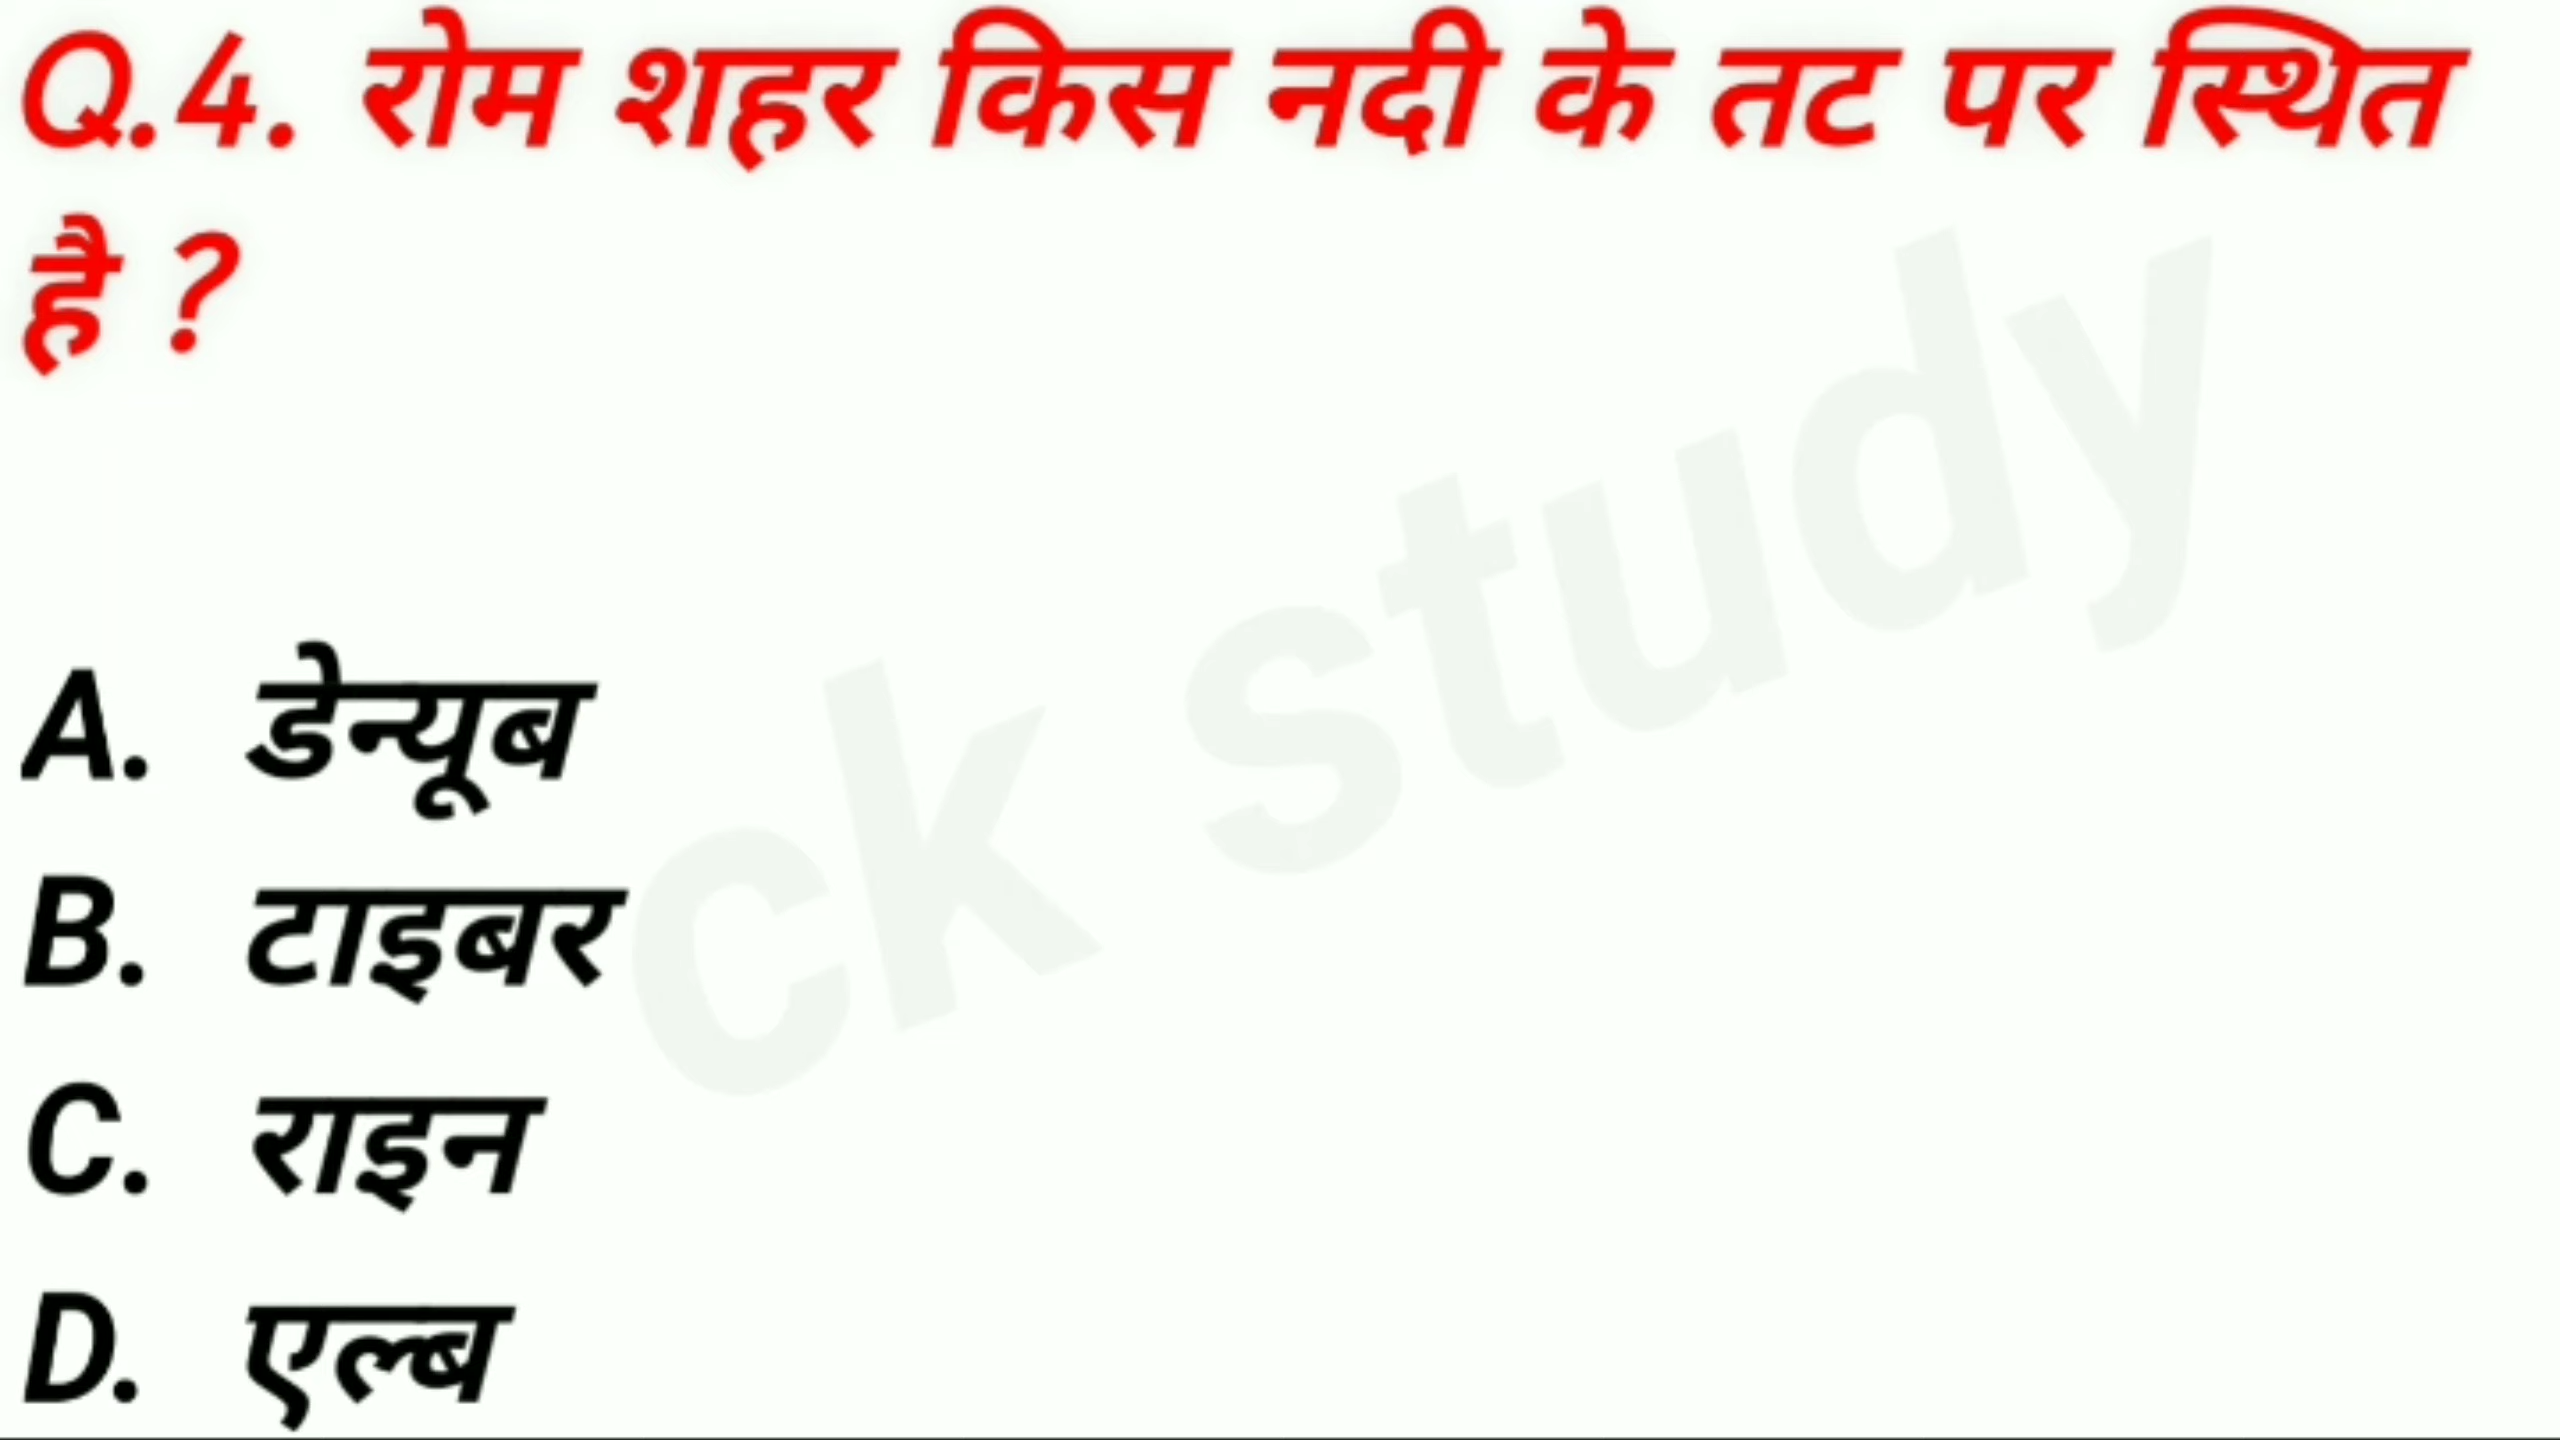 Q.4. रोम शहर किस नदी के तट पर स्थित
है ?
A. डेन्यूब
B. टाइबर
C. राइन
D. एल्ब
ck study